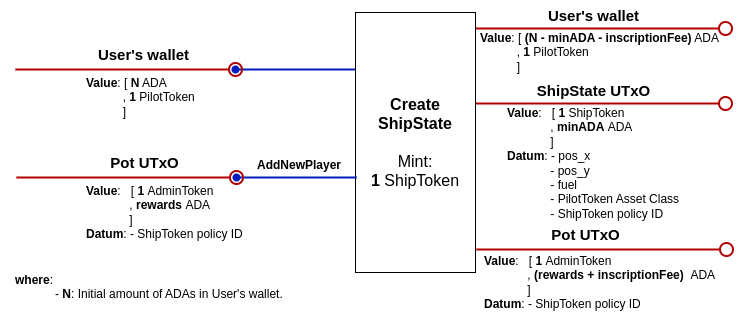 User's wallet
Value: [ N ADA
, 1 PilotToken
]
Pot UTxO
AddNewPlayer
Value: [ 1 AdminToken
, rewards ADA
]
Datum: - ShipToken policy ID
where:
- N: Initial amount of ADAs in User's wallet.
Create
ShipState
Mint:
1 ShipToken
User's wallet
Value: [ (N - minADA - inscriptionFee) ADA
, 1 PilotToken
]
ShipState UTxO
Value: [ 1 ShipToken
, minADA ADA
]
Datum: - pos_x
- pos_y
- fuel
- PilotToken Asset Class
- ShipToken policy ID
Pot UTxO
Value: [ 1 AdminToken
, (rewards + inscriptionFee) ADA
]
Datum: - ShipToken policy ID